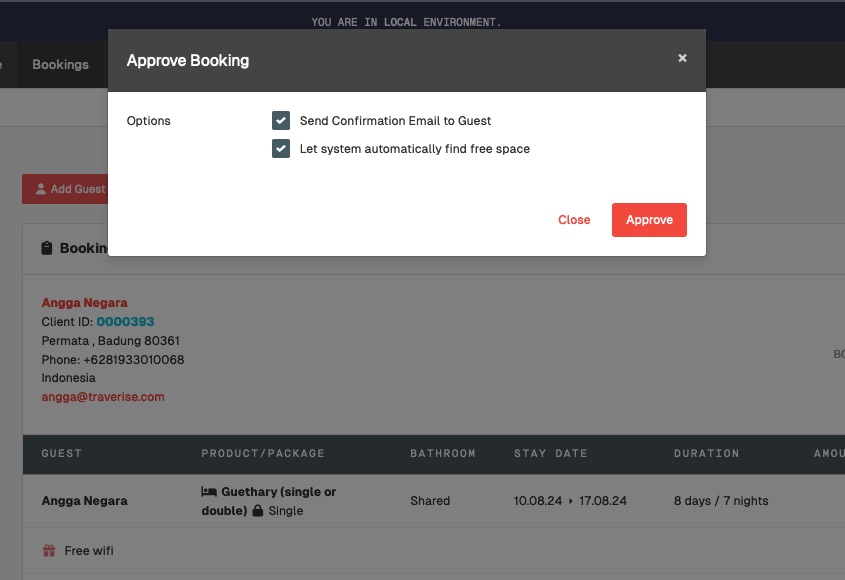 YOU ARE IN LOCAL ENVIRONMENT.
Bookings
Approve Booking
×
Options
Send Confirmation Email to Guest
Let system automatically find free space
Add Guest
Close
Approve
Angga Negara
Client ID: 0000393
Permata , Badung 80361
Phone: +6281933010068
Indonesia
angga@traverise.com
GUEST PRODUCT/PACKAGE BATHROOM STAY DATE DURATION
Angga Negara Guethary (single or double) Single Shared 10.08.24 ▸ 17.08.24 8 days / 7 nights
Free wifi